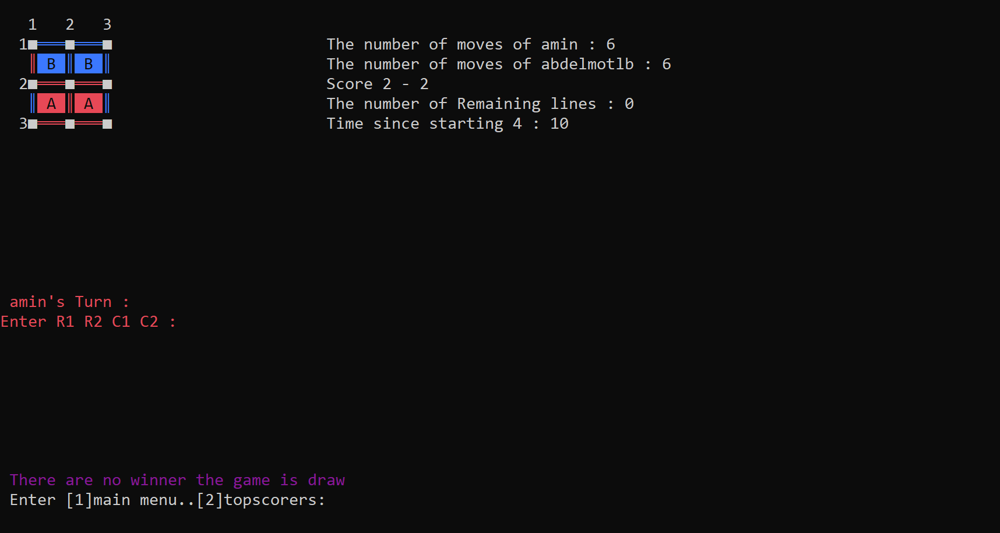 1 2 3
1 The number of moves of amin : 6
B B The number of moves of abdelmotlb : 6
2 Score 2 - 2
A A The number of Remaining lines : 0
3 Time since starting 4 : 10
amin's Turn :
Enter R1 R2 C1 C2 :
There are no winner the game is draw
Enter [1]main menu..[2]topscorers: